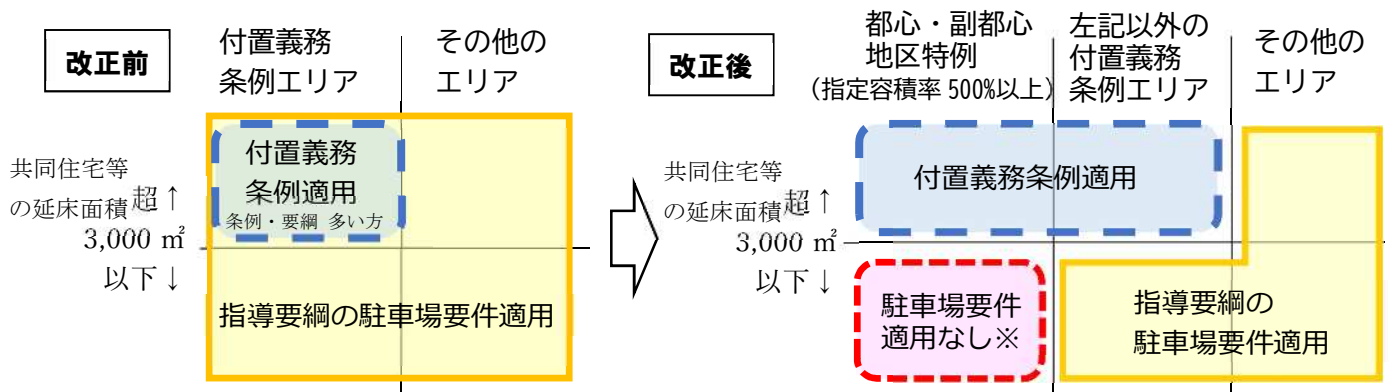 改正前
付置義務
条例エリア
その他の
エリア
共同住宅等
の延床面積
超↑
3,000 ㎡
以下↓
付置義務
条例適用
条例・要綱 多い方
指導要綱の駐車場要件適用
改正後
都心・副都心
地区特例
（指定容積率 500%以上）
左記以外の
付置義務
条例エリア
その他の
エリア
共同住宅等
の延床面積
超↑
3,000 ㎡
以下↓
付置義務条例適用
駐車場要件
適用なし※
指導要綱の
駐車場要件適用